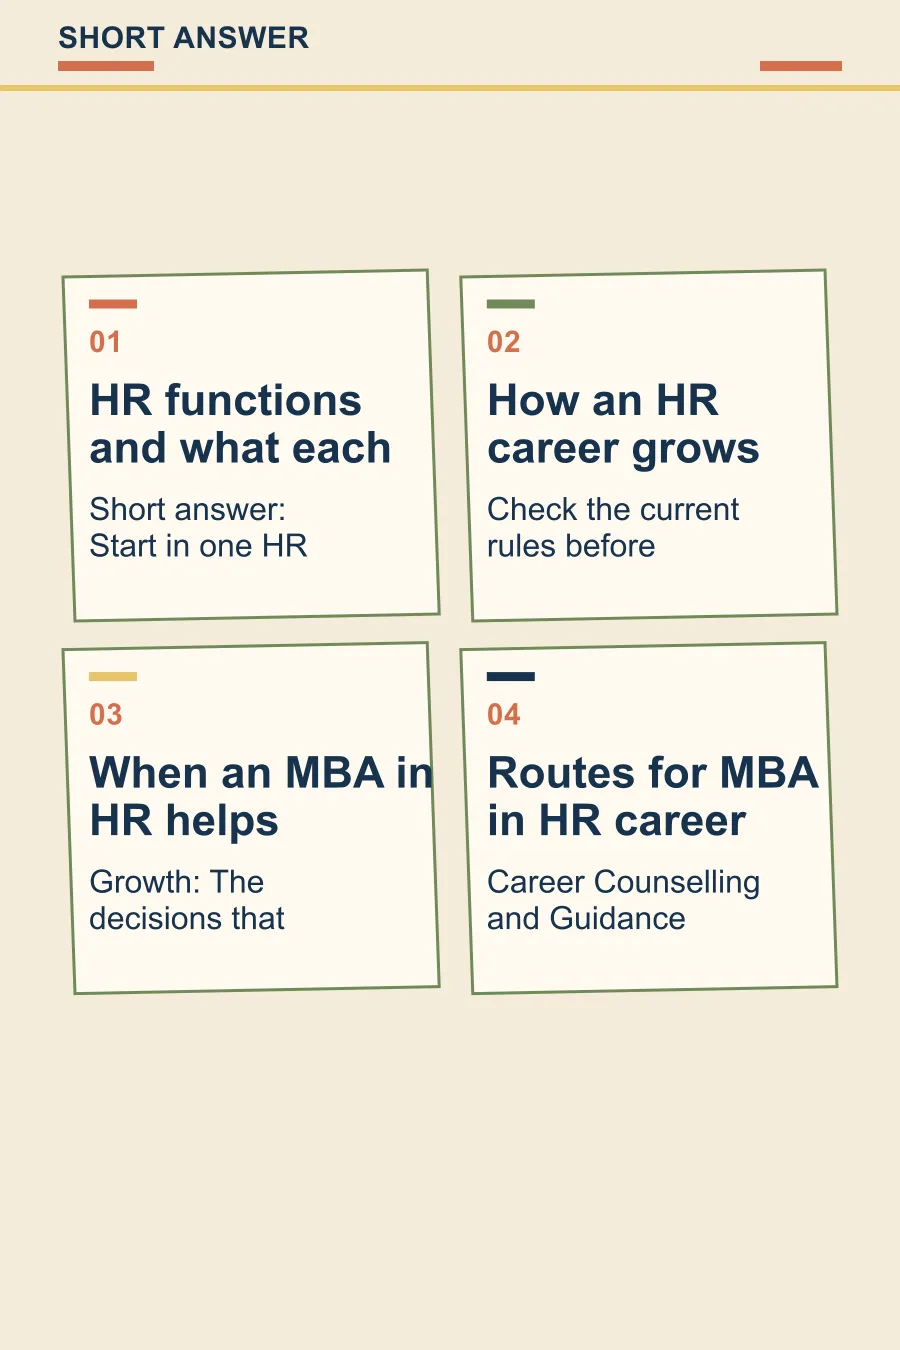 SHORT ANSWER
01
HR functions
and what each
Short answer:
Start in one HR
02
How an HR
career grows
Check the current
rules before
03
When an MBA in
HR helps
Growth: The
decisions that
04
Routes for MBA
in HR career
Career Counselling
and Guidance